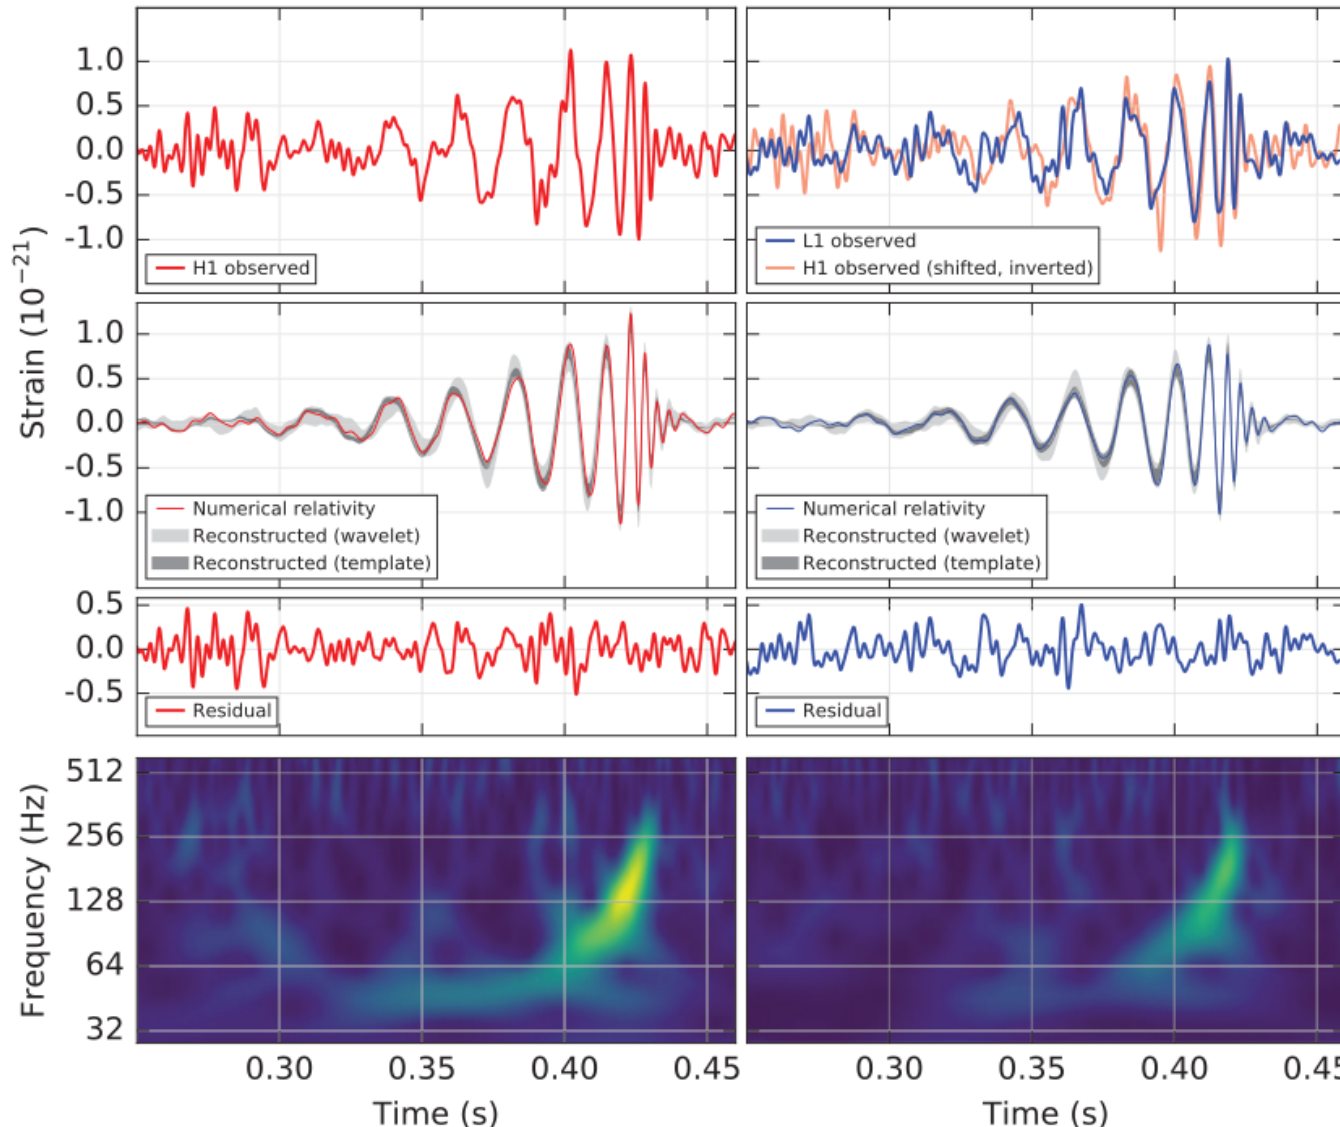 Strain (10⁻²¹)
1.0
0.5
0.0
-0.5
-1.0
H1 observed
L1 observed
H1 observed (shifted, inverted)
1.0
0.5
0.0
-0.5
-1.0
Numerical relativity
Reconstructed (wavelet)
Reconstructed (template)
Numerical relativity
Reconstructed (wavelet)
Reconstructed (template)
0.5
0.0
-0.5
Residual
Residual
Frequency (Hz)
512
256
128
64
32
0.30 0.35 0.40 0.45
0.30 0.35 0.40 0.45
Time (s)
Time (s)